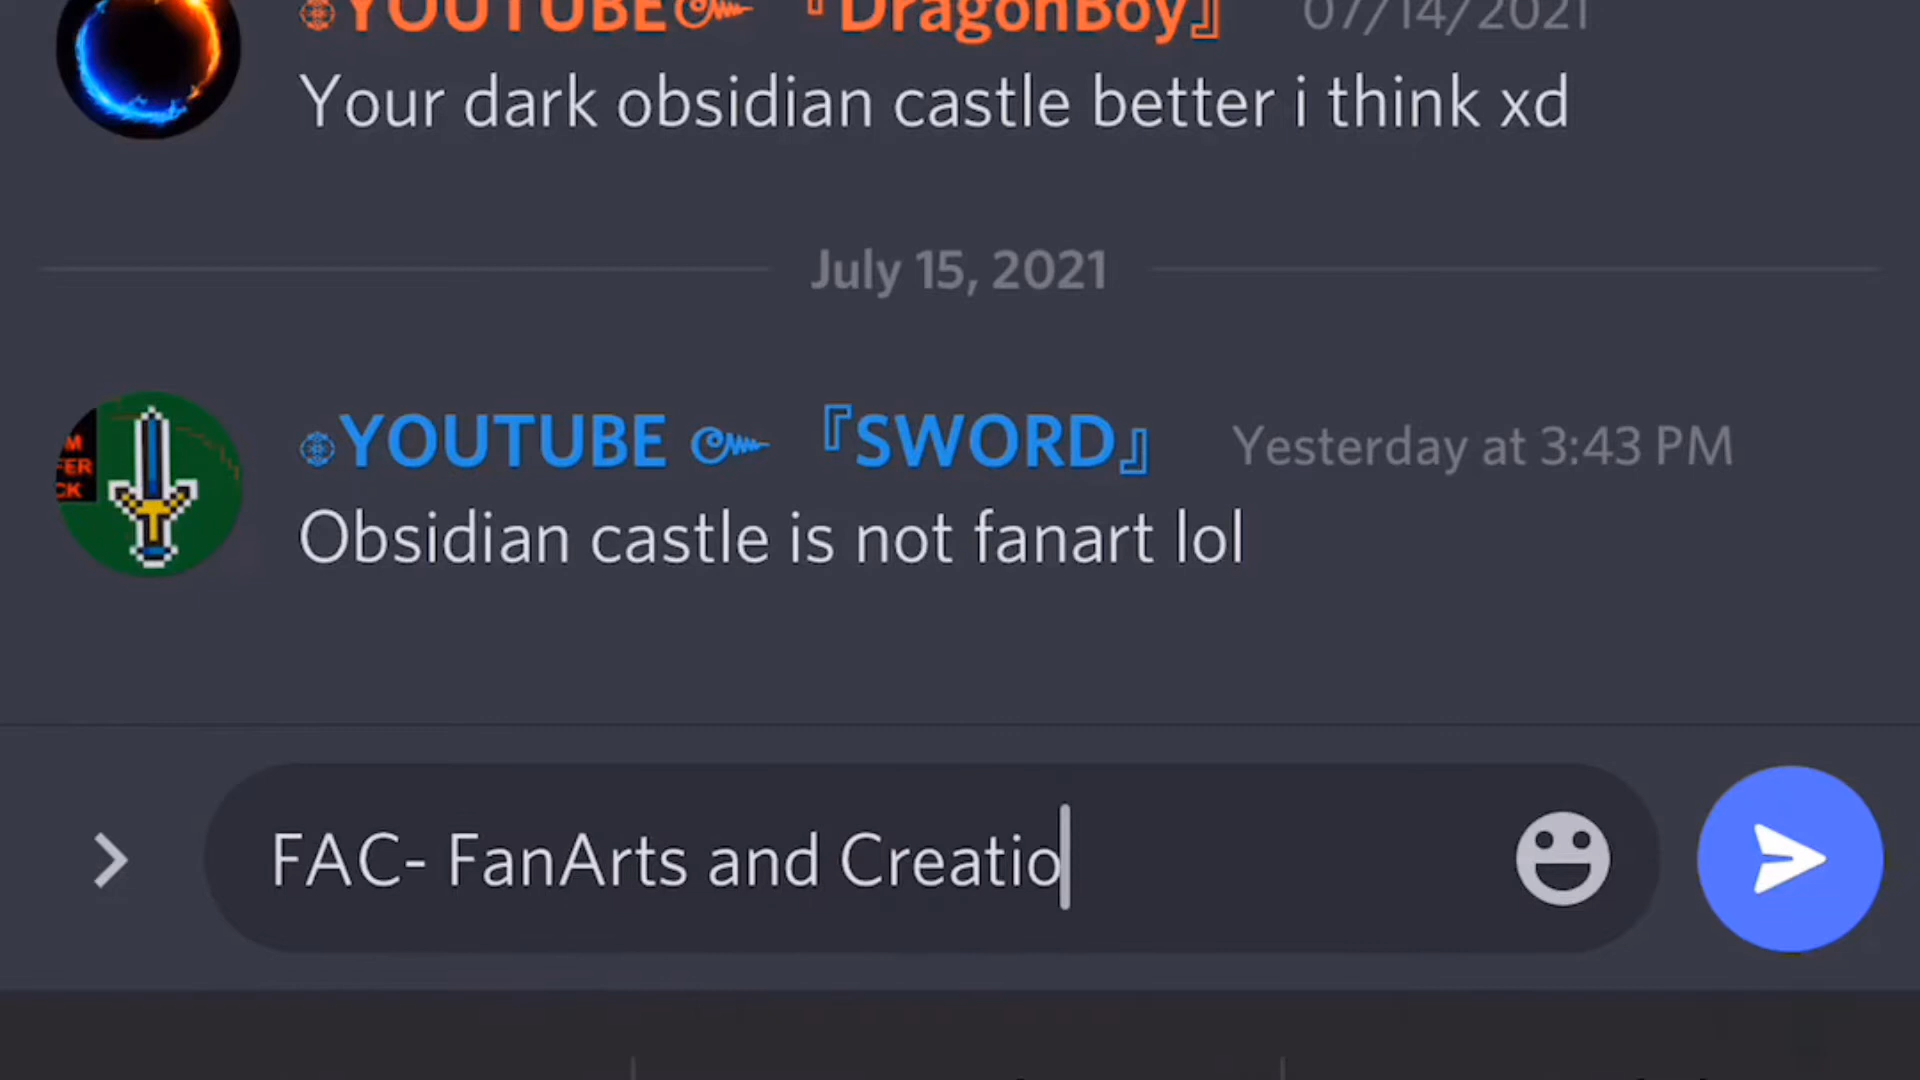 YOUTUBE 『DragonBoy』 07/14/2021
Your dark obsidian castle better i think xd
July 15, 2021
YOUTUBE 『SWORD』 Yesterday at 3:43 PM
Obsidian castle is not fanart lol
FAC- FanArts and Creatio